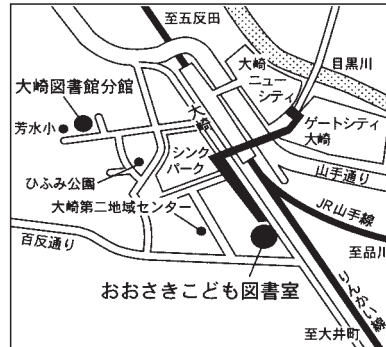 至五反田
目黒川
大崎
ニュー
シティ
大崎図書館分館
芳水小
大崎
ゲートシティ
大崎
シンク
パーク
ひふみ公園
山手通り
大崎第二地域センター
JR山手線
百反通り
至品川
おおさきこども図書室
りんかい線
至大井町